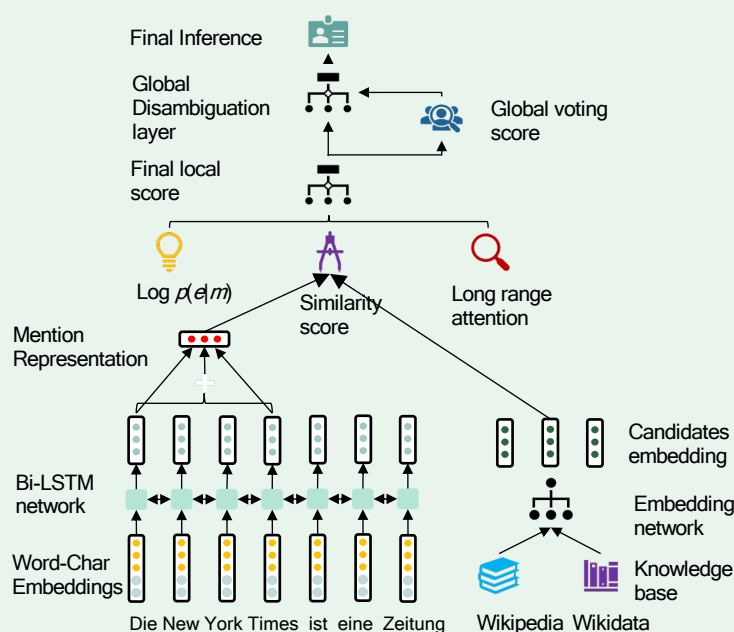 Final Inference
Global
Disambiguation
layer
Global voting
score
Final local
score
Log p(e|m)
Similarity
score
Long range
attention
Mention
Representation
Candidates
embedding
Bi-LSTM
network
Embedding
network
Word-Char
Embeddings
Knowledge
base
Die New York Times ist eine Zeitung
Wikipedia Wikidata